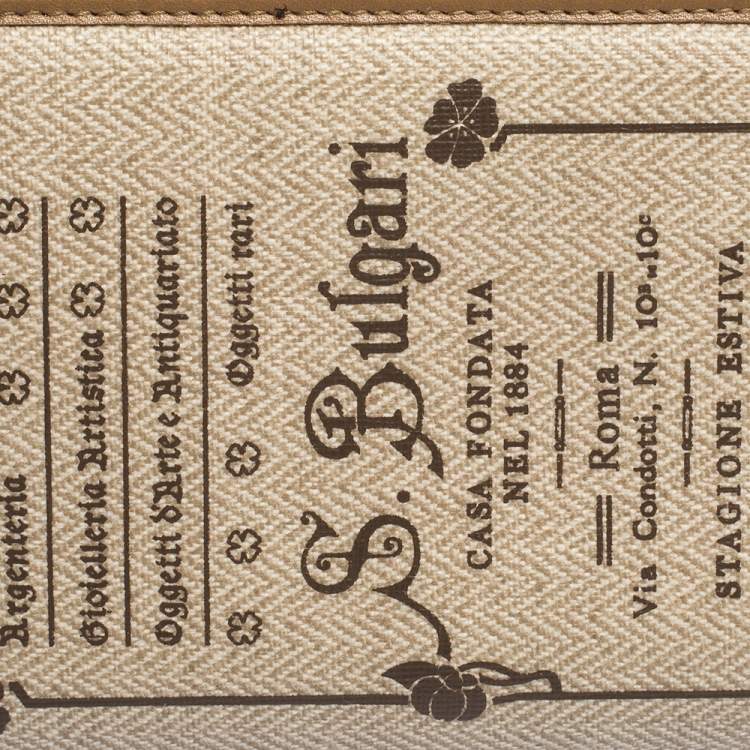 Argenteria
Gioielleria Artistica
Oggetti d'Arte e Antiquariato
Oggetti rari
S. Bulgari
CASA FONDATA
NEL 1884
Roma
Via Condotti, N. 10ᵃ-10ᶜ
STAGIONE ESTIVA